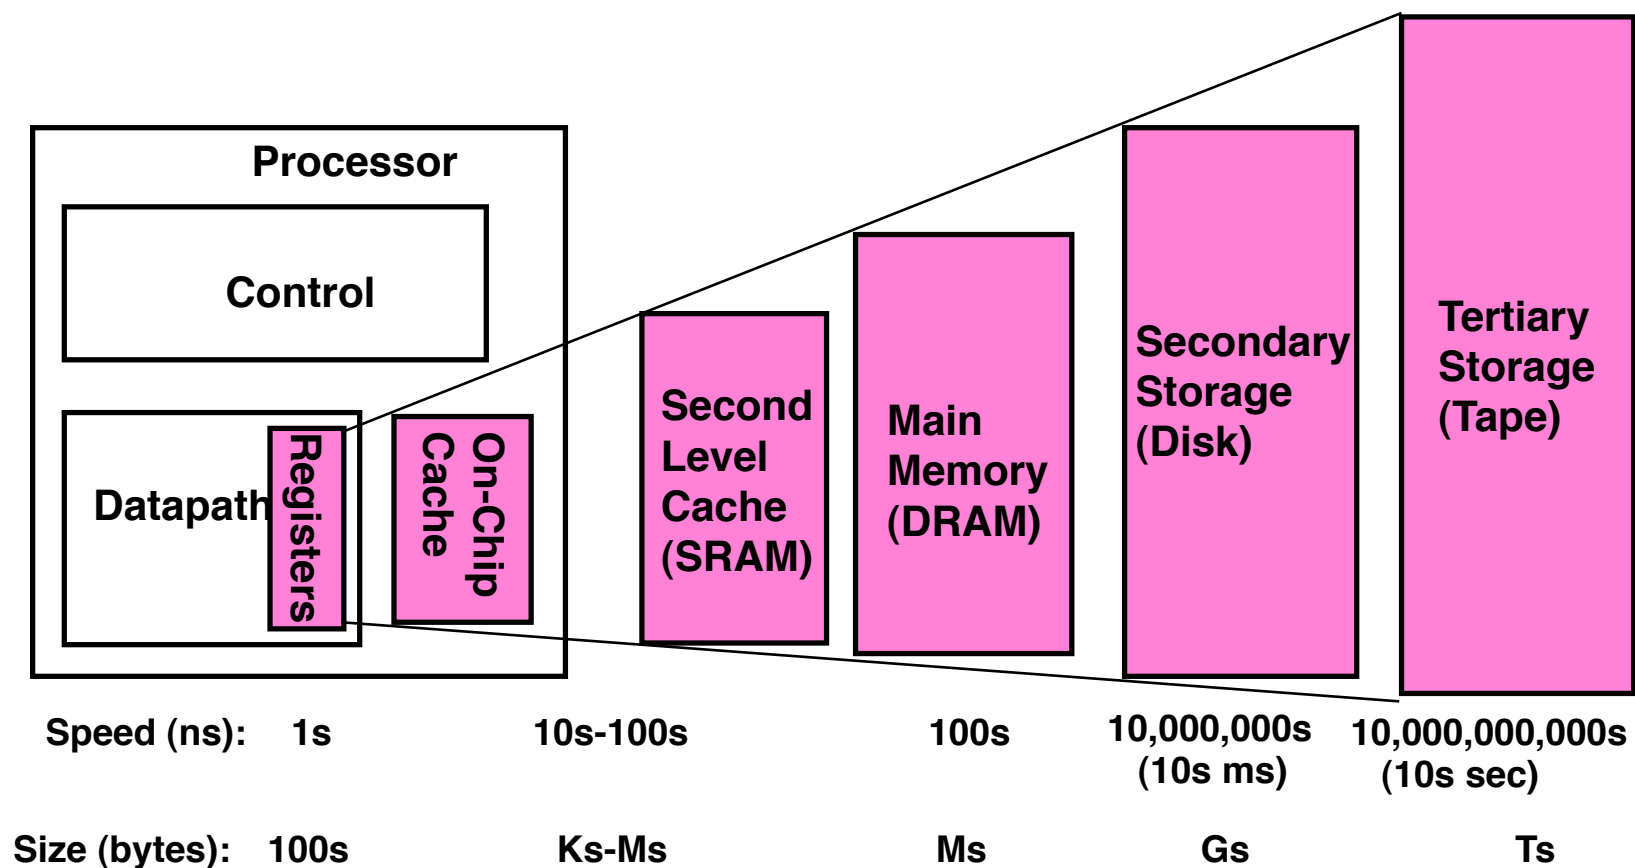 Processor
Control
Datapath
Registers
On-Chip
Cache
Second
Level
Cache
(SRAM)
Main
Memory
(DRAM)
Secondary
Storage
(Disk)
Tertiary
Storage
(Tape)
Speed (ns): 1s 10s-100s 100s 10,000,000s 10,000,000,000s
(10s ms) (10s sec)
Size (bytes): 100s Ks-Ms Ms Gs Ts